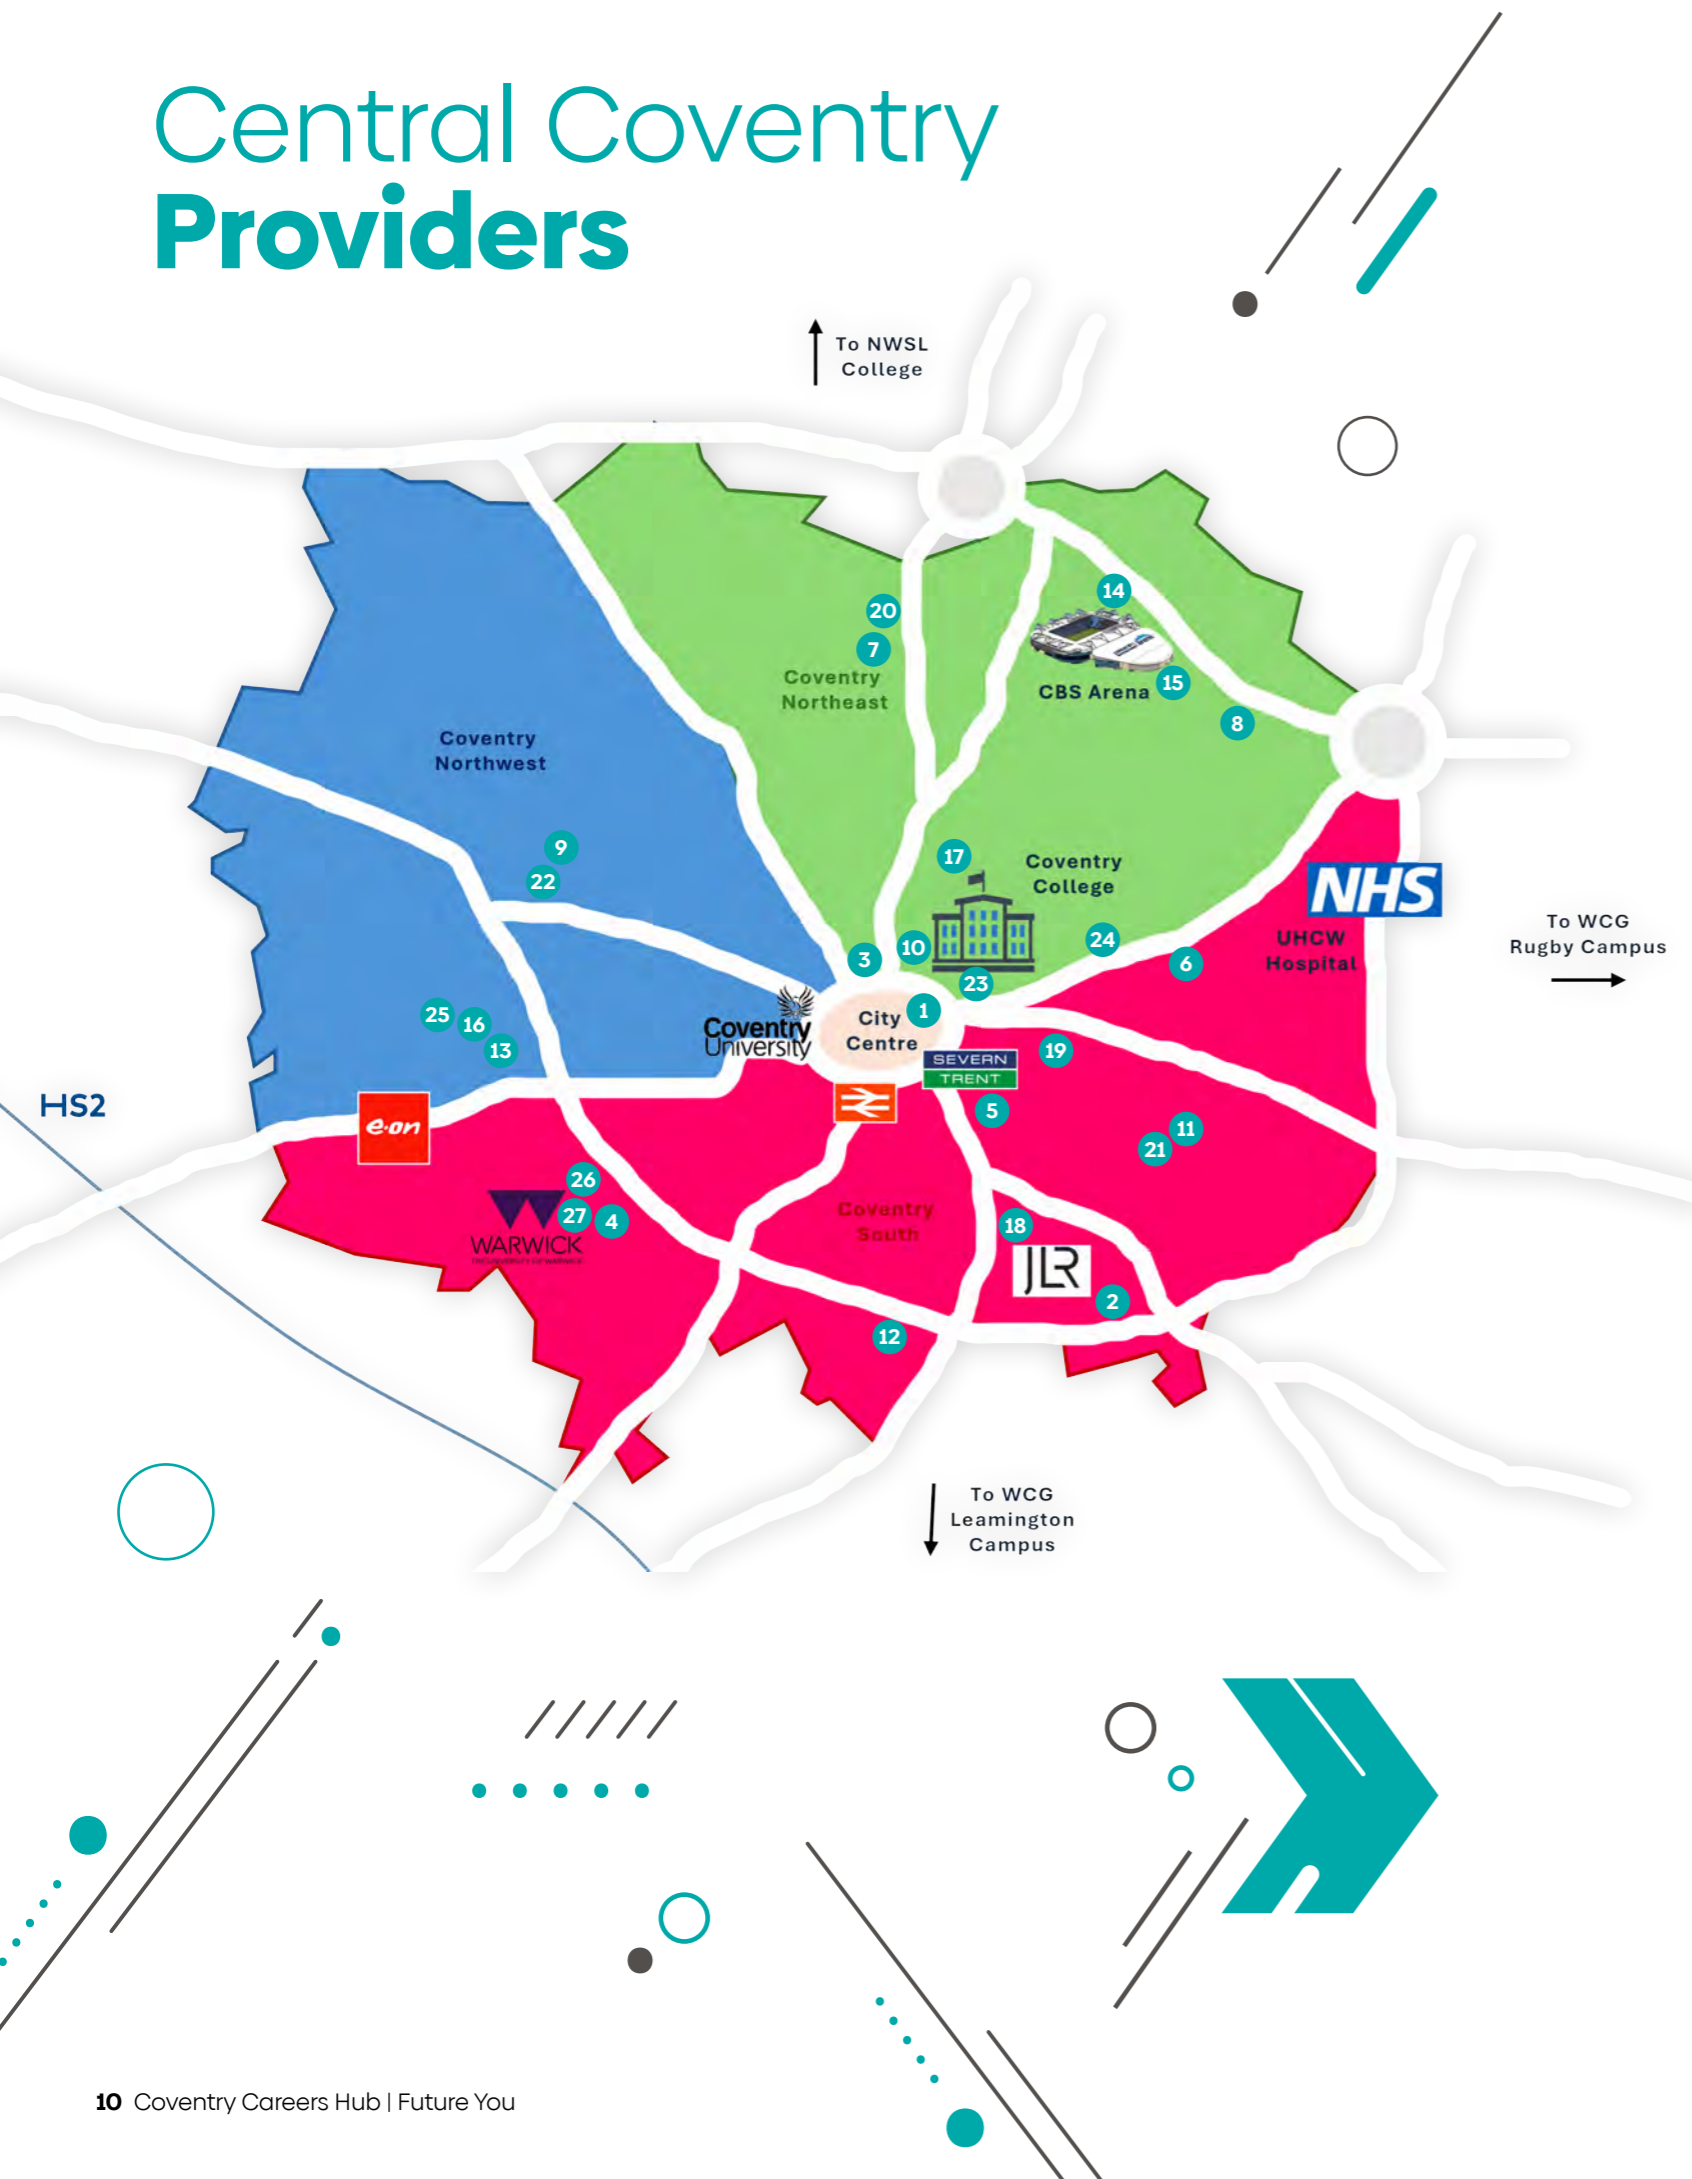 Central Coventry
Providers
To NWSL
College
14
20
7
Coventry
Northeast
CBS Arena
15
8
Coventry
Northwest
9
22
17
Coventry
College
NHS
UHCW
Hospital
To WCG
Rugby Campus
24
6
3
10
23
1
City
Centre
Coventry
University
25
16
13
SEVERN
TRENT
19
HS2
e·on
5
11
21
26
27
4
WARWICK
Coventry
South
18
JLR
2
12
To WCG
Leamington
Campus
10 Coventry Careers Hub | Future You